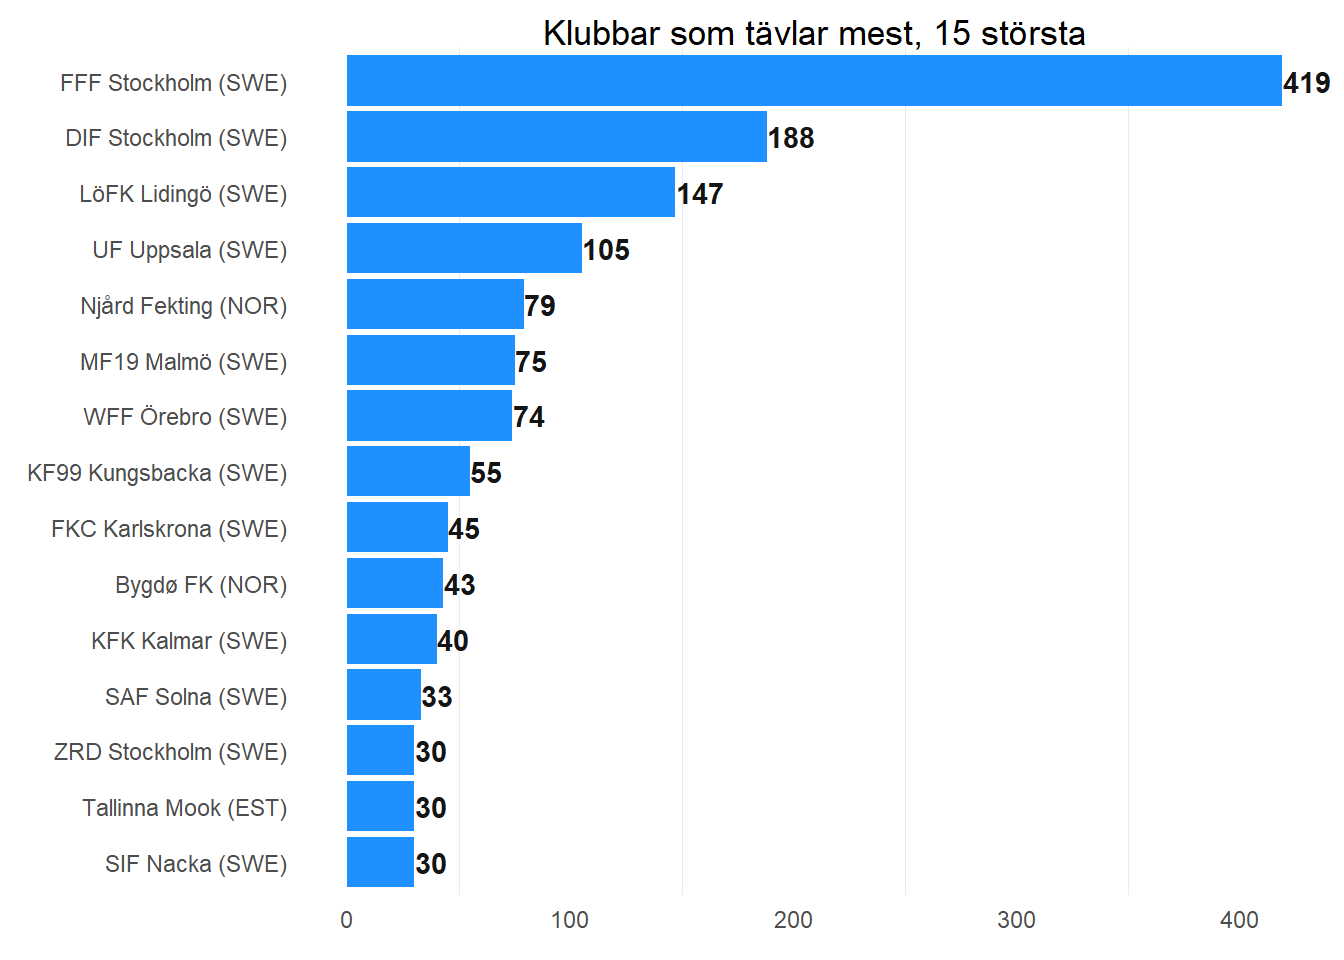 Klubbar som tävlar mest, 15 största
FFF Stockholm (SWE) 419
DIF Stockholm (SWE) 188
LöFK Lidingö (SWE) 147
UF Uppsala (SWE) 105
Njård Fekting (NOR) 79
MF19 Malmö (SWE) 75
WFF Örebro (SWE) 74
KF99 Kungsbacka (SWE) 55
FKC Karlskrona (SWE) 45
Bygdø FK (NOR) 43
KFK Kalmar (SWE) 40
SAF Solna (SWE) 33
ZRD Stockholm (SWE) 30
Tallinna Mook (EST) 30
SIF Nacka (SWE) 30
0 100 200 300 400